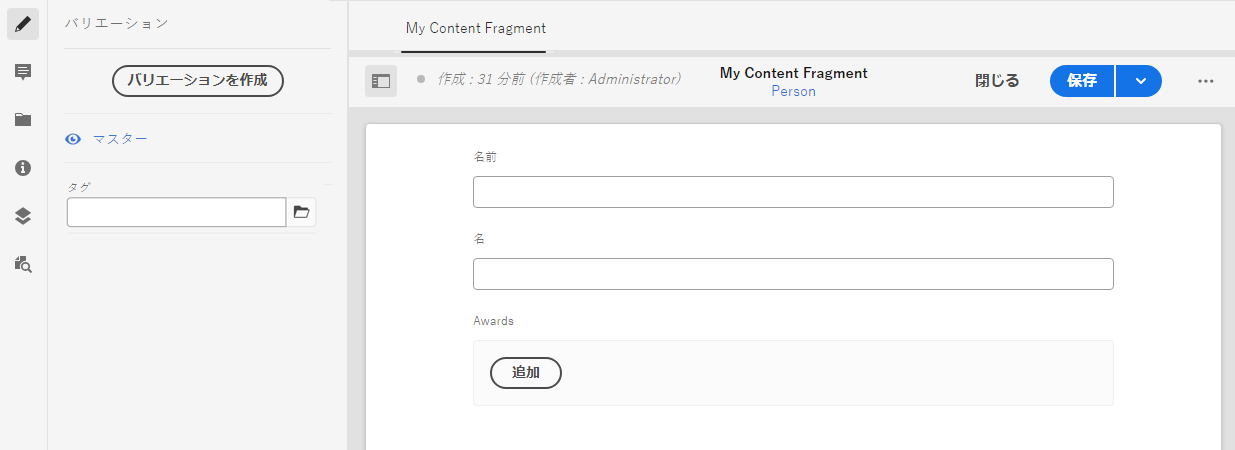 バリエーション
バリエーションを作成
マスター
タグ
My Content Fragment
作成 : 31 分前 (作成者 : Administrator)
My Content Fragment
Person
閉じる
保存
名前
名
Awards
追加